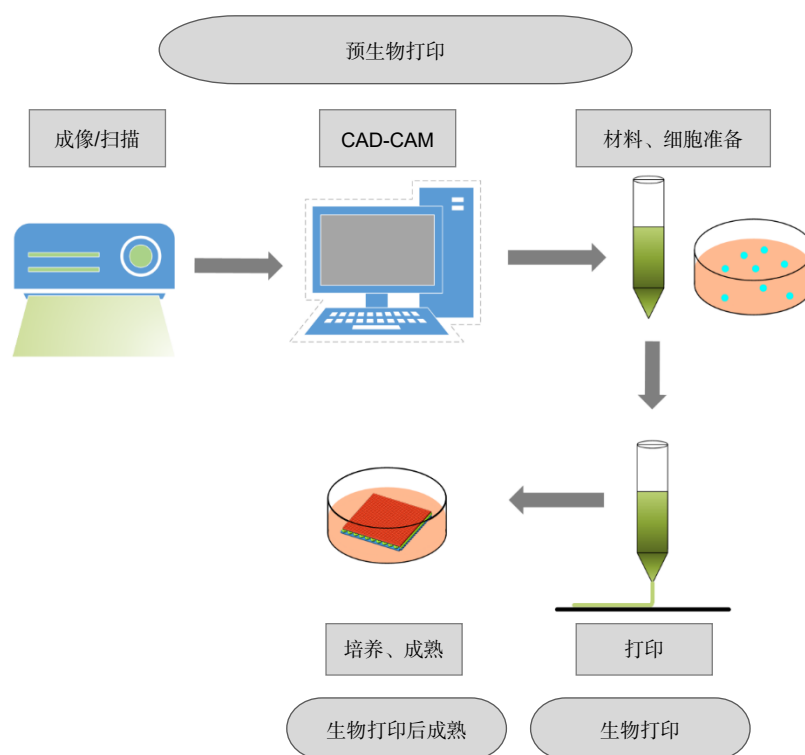 预生物打印
成像/扫描
CAD-CAM
材料、细胞准备
培养、成熟
打印
生物打印后成熟
生物打印